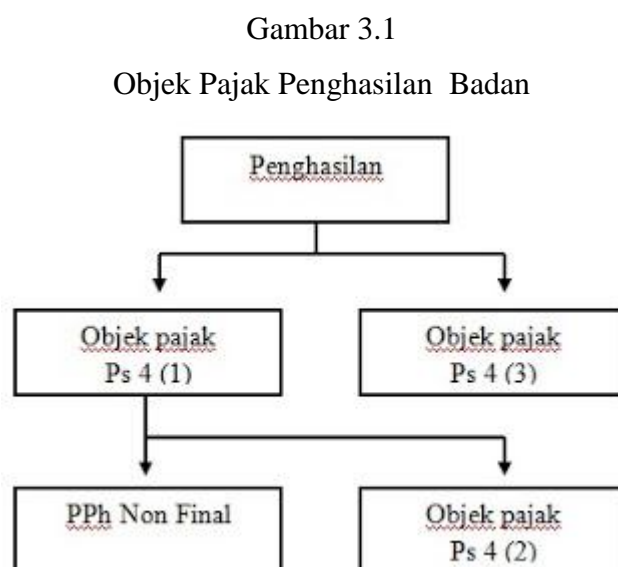 Gambar 3.1
Objek Pajak Penghasilan Badan
Penghasilan
Objek pajak
Ps 4 (1)
Objek pajak
Ps 4 (3)
PPh Non Final
Objek pajak
Ps 4 (2)